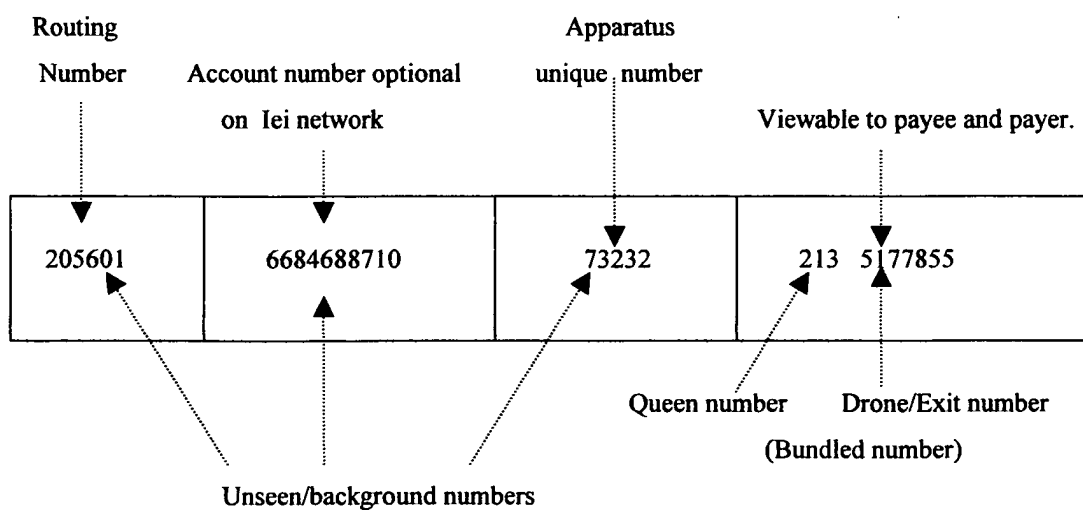 Routing Number
Account number optional on Iei network
Apparatus unique number
Viewable to payee and payer.
205601 6684688710 73232 213 5177855
Queen number Drone/Exit number
(Bundled number)
Unseen/background numbers